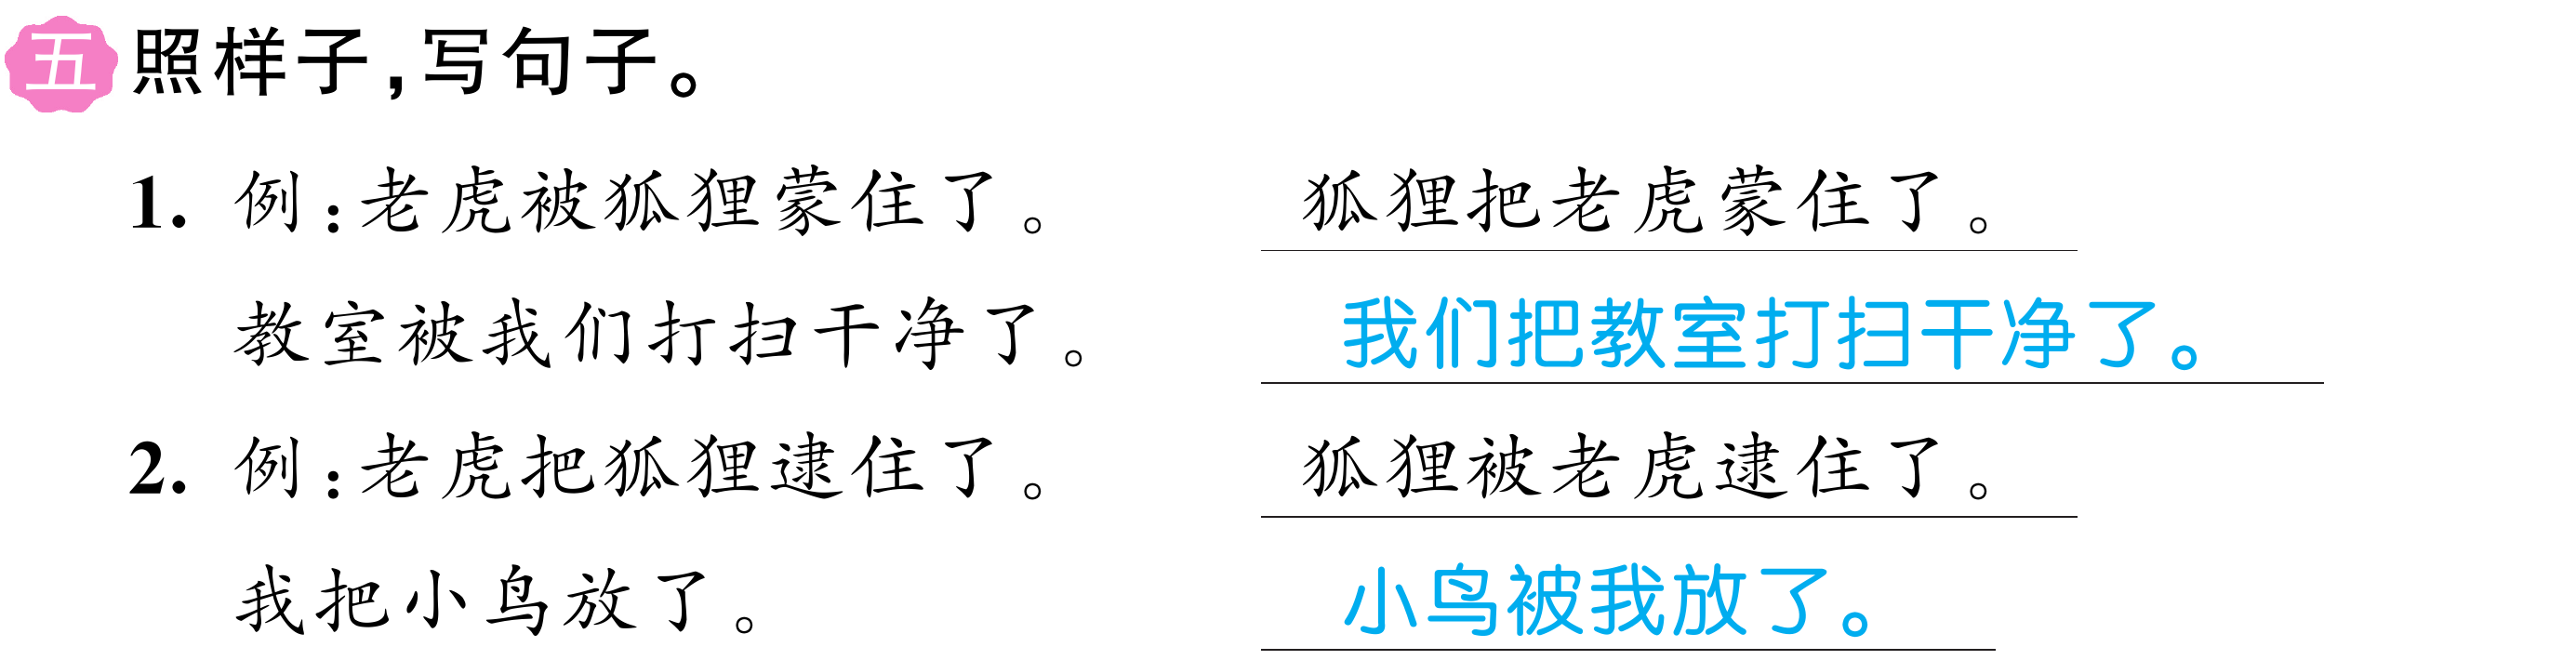 五 照样子,写句子。
1. 例:老虎被狐狸蒙住了。 狐狸把老虎蒙住了。
教室被我们打扫干净了。 我们把教室打扫干净了。
2. 例:老虎把狐狸逮住了。 狐狸被老虎逮住了。
我把小鸟放了。 小鸟被我放了。